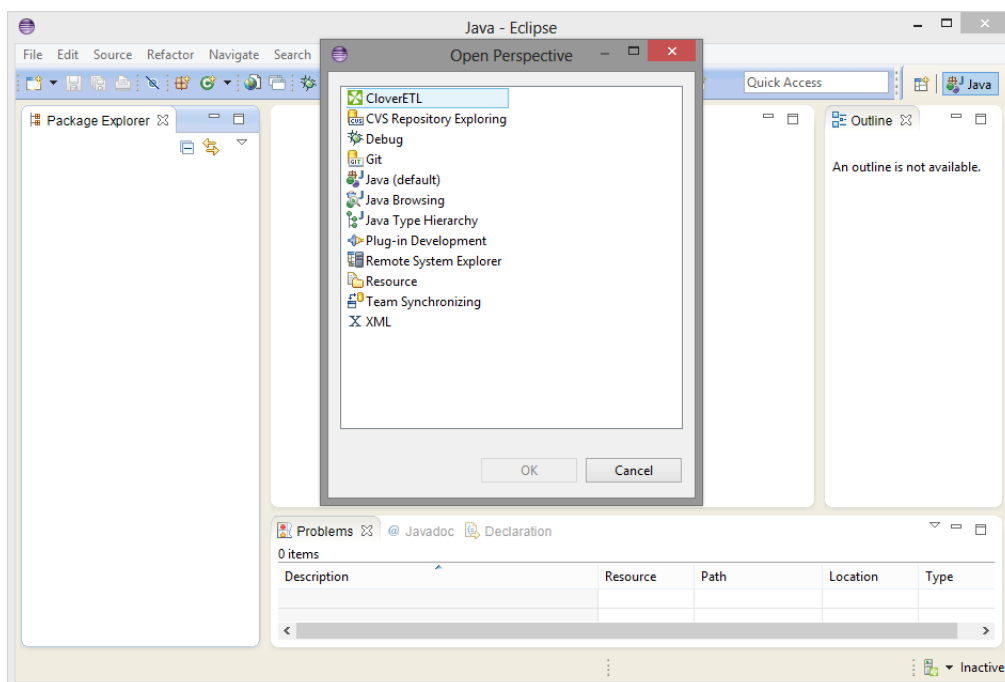 Java - Eclipse
File Edit Source Refactor Navigate Search
Open Perspective
Quick Access
Java
Package Explorer
Outline
An outline is not available.
CloverETL
CVS Repository Exploring
Debug
Git
Java (default)
Java Browsing
Java Type Hierarchy
Plug-in Development
Remote System Explorer
Resource
Team Synchronizing
XML
OK Cancel
Problems @ Javadoc Declaration
0 items
Description Resource Path Location Type
Inactive